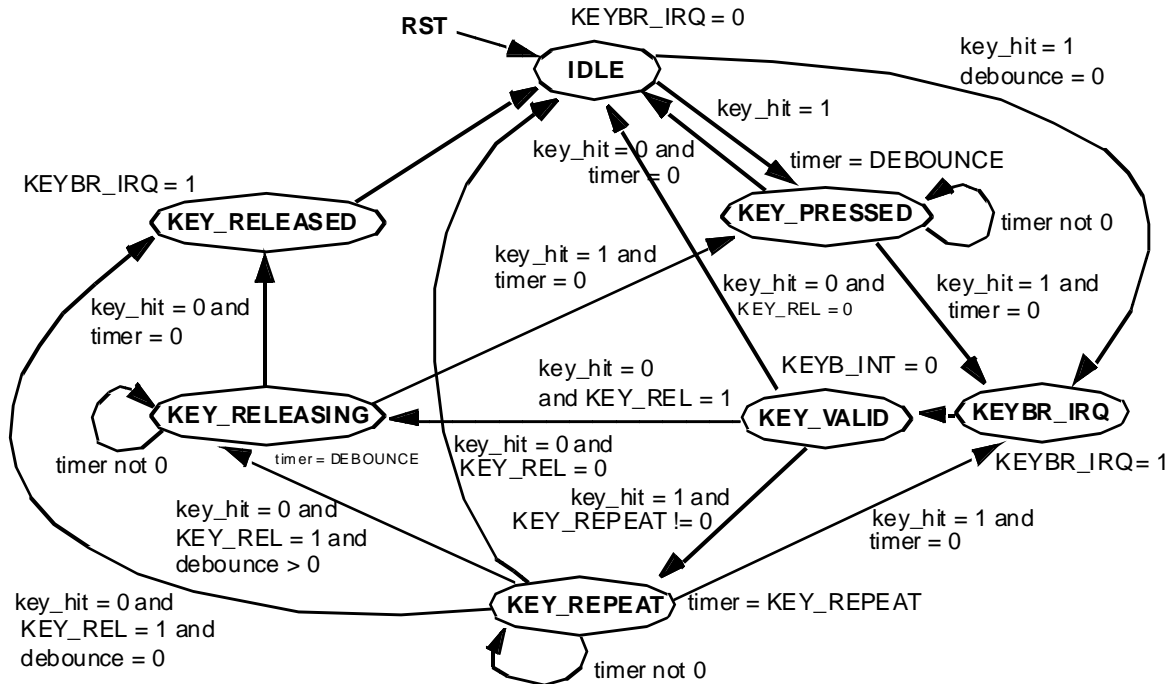 KEYBR_IRQ = 0
RST
IDLE
key_hit = 1
debounce = 0
key_hit = 1
key_hit = 0 and
timer = 0
timer = DEBOUNCE
KEYBR_IRQ = 1
KEY_RELEASED
KEY_PRESSED
timer not 0
key_hit = 1 and
timer = 0
key_hit = 0 and
KEY_REL = 0
key_hit = 1 and
timer = 0
key_hit = 0 and
timer = 0
key_hit = 0
and KEY_REL = 1
KEYB_INT = 0
KEY_RELEASING
KEY_VALID
KEYBR_IRQ
timer not 0
timer = DEBOUNCE
key_hit = 0 and
KEY_REL = 0
KEYBR_IRQ = 1
key_hit = 1 and
KEY_REPEAT != 0
key_hit = 0 and
KEY_REL = 1 and
debounce > 0
key_hit = 1 and
timer = 0
key_hit = 0 and
KEY_REL = 1 and
debounce = 0
KEY_REPEAT
timer = KEY_REPEAT
timer not 0